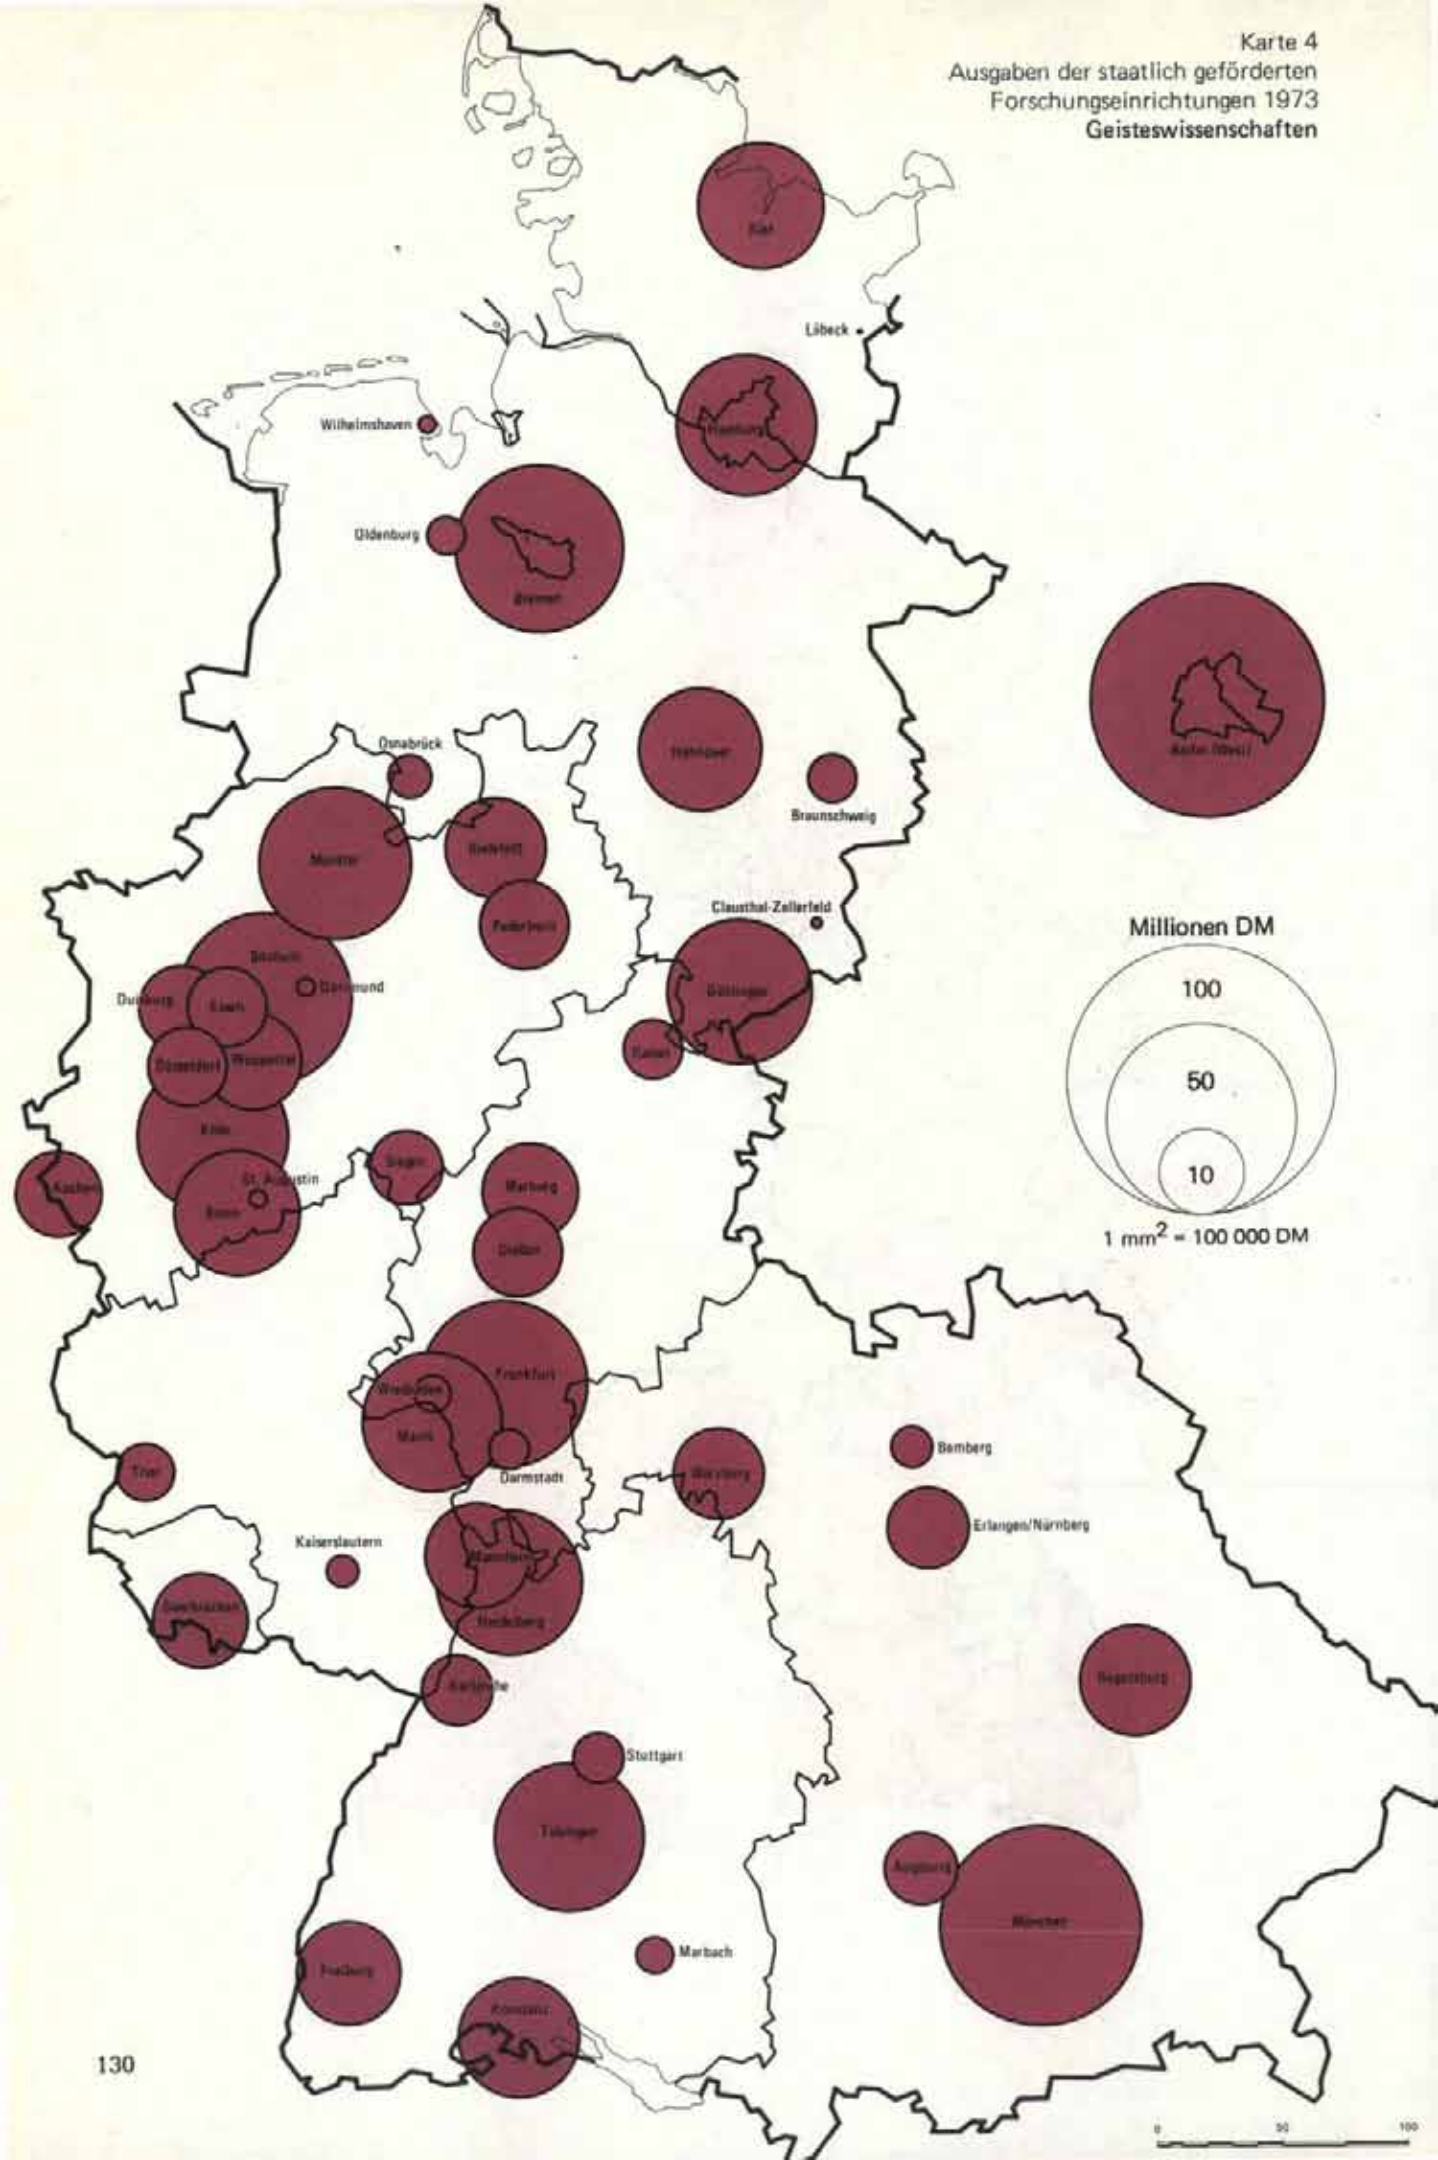 Karte 4
Ausgaben der staatlich geförderten
Forschungseinrichtungen 1973
Geisteswissenschaften
Kiel
Lübeck
Hamburg
Wilhelmshaven
Oldenburg
Bremen
Berlin (West)
Osnabrück
Hannover
Braunschweig
Münster
Bielefeld
Paderborn
Clausthal-Zellerfeld
Göttingen
Kassel
Bochum
Dortmund
Duisburg
Essen
Düsseldorf
Wuppertal
Köln
Aachen
St. Augustin
Bonn
Siegen
Marburg
Gießen
Millionen DM
100
50
10
1 mm² = 100 000 DM
Frankfurt
Wiesbaden
Mainz
Darmstadt
Trier
Würzburg
Bamberg
Erlangen/Nürnberg
Kaiserslautern
Mannheim
Heidelberg
Saarbrücken
Karlsruhe
Regensburg
Stuttgart
Tübingen
Augsburg
München
Marbach
Freiburg
Konstanz
130
0 50 100